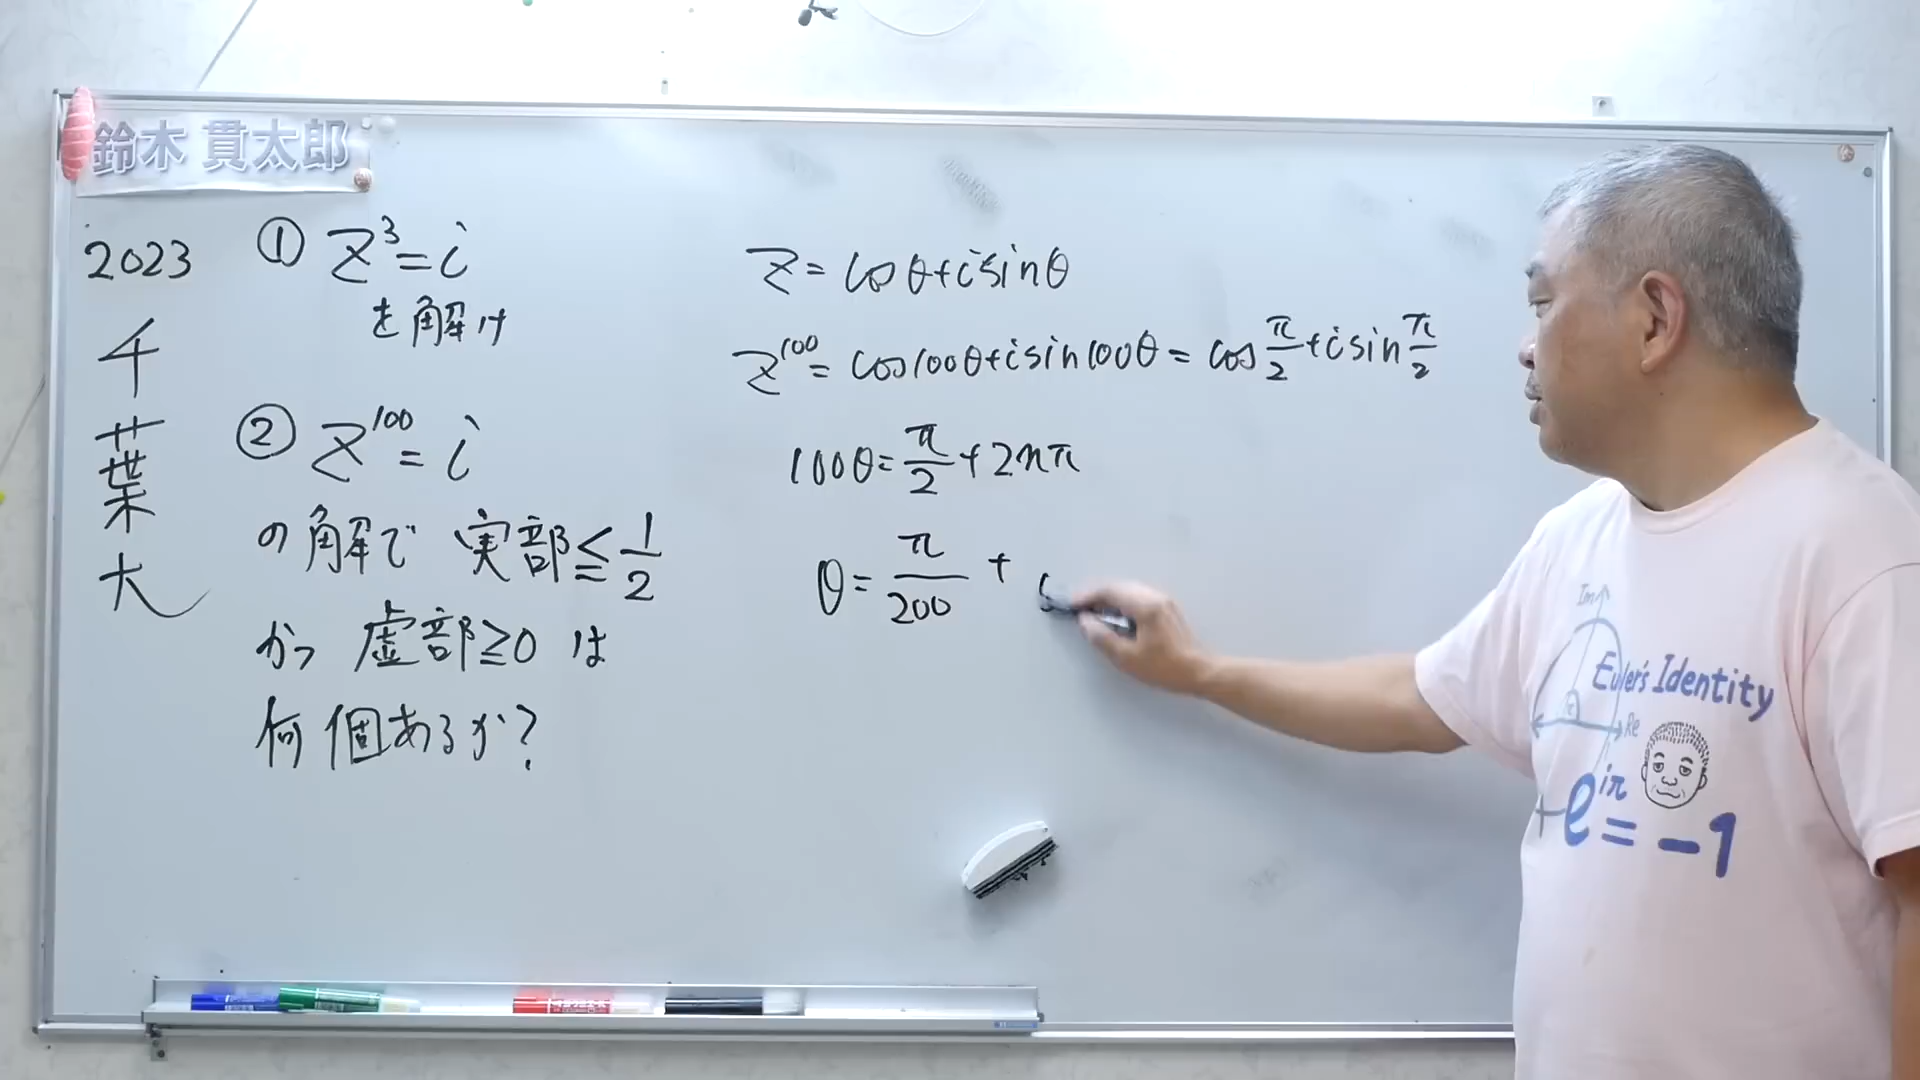 鈴木 貫太郎
2023
千葉大
① z³=i
を解け
② z¹⁰⁰=i
の解で 実部≦1/2
かつ 虚部≧0 は
何個あるか?
z=cosθ+isinθ
z¹⁰⁰=cos100θ+isin100θ=cosπ/2+isinπ/2
100θ=π/2+2nπ
θ=π/200+
Im
Euler's Identity
Re
e^iπ=-1